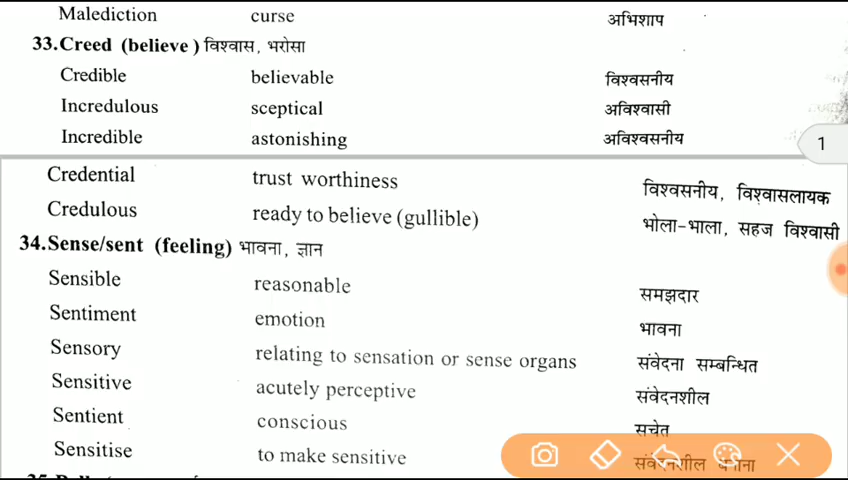 Malediction curse अभिशाप
33.Creed (believe ) विश्वास, भरोसा
Credible believable विश्वसनीय
Incredulous sceptical अविश्वासी
Incredible astonishing अविश्वसनीय
1
Credential trust worthiness विश्वसनीय, विश्वासलायक
Credulous ready to believe (gullible) भोला-भाला, सहज विश्वासी
34.Sense/sent (feeling) भावना, ज्ञान
Sensible reasonable समझदार
Sentiment emotion भावना
Sensory relating to sensation or sense organs संवेदना सम्बन्धित
Sensitive acutely perceptive संवेदनशील
Sentient conscious सचेत
Sensitise to make sensitive संवेदनशील बनाना